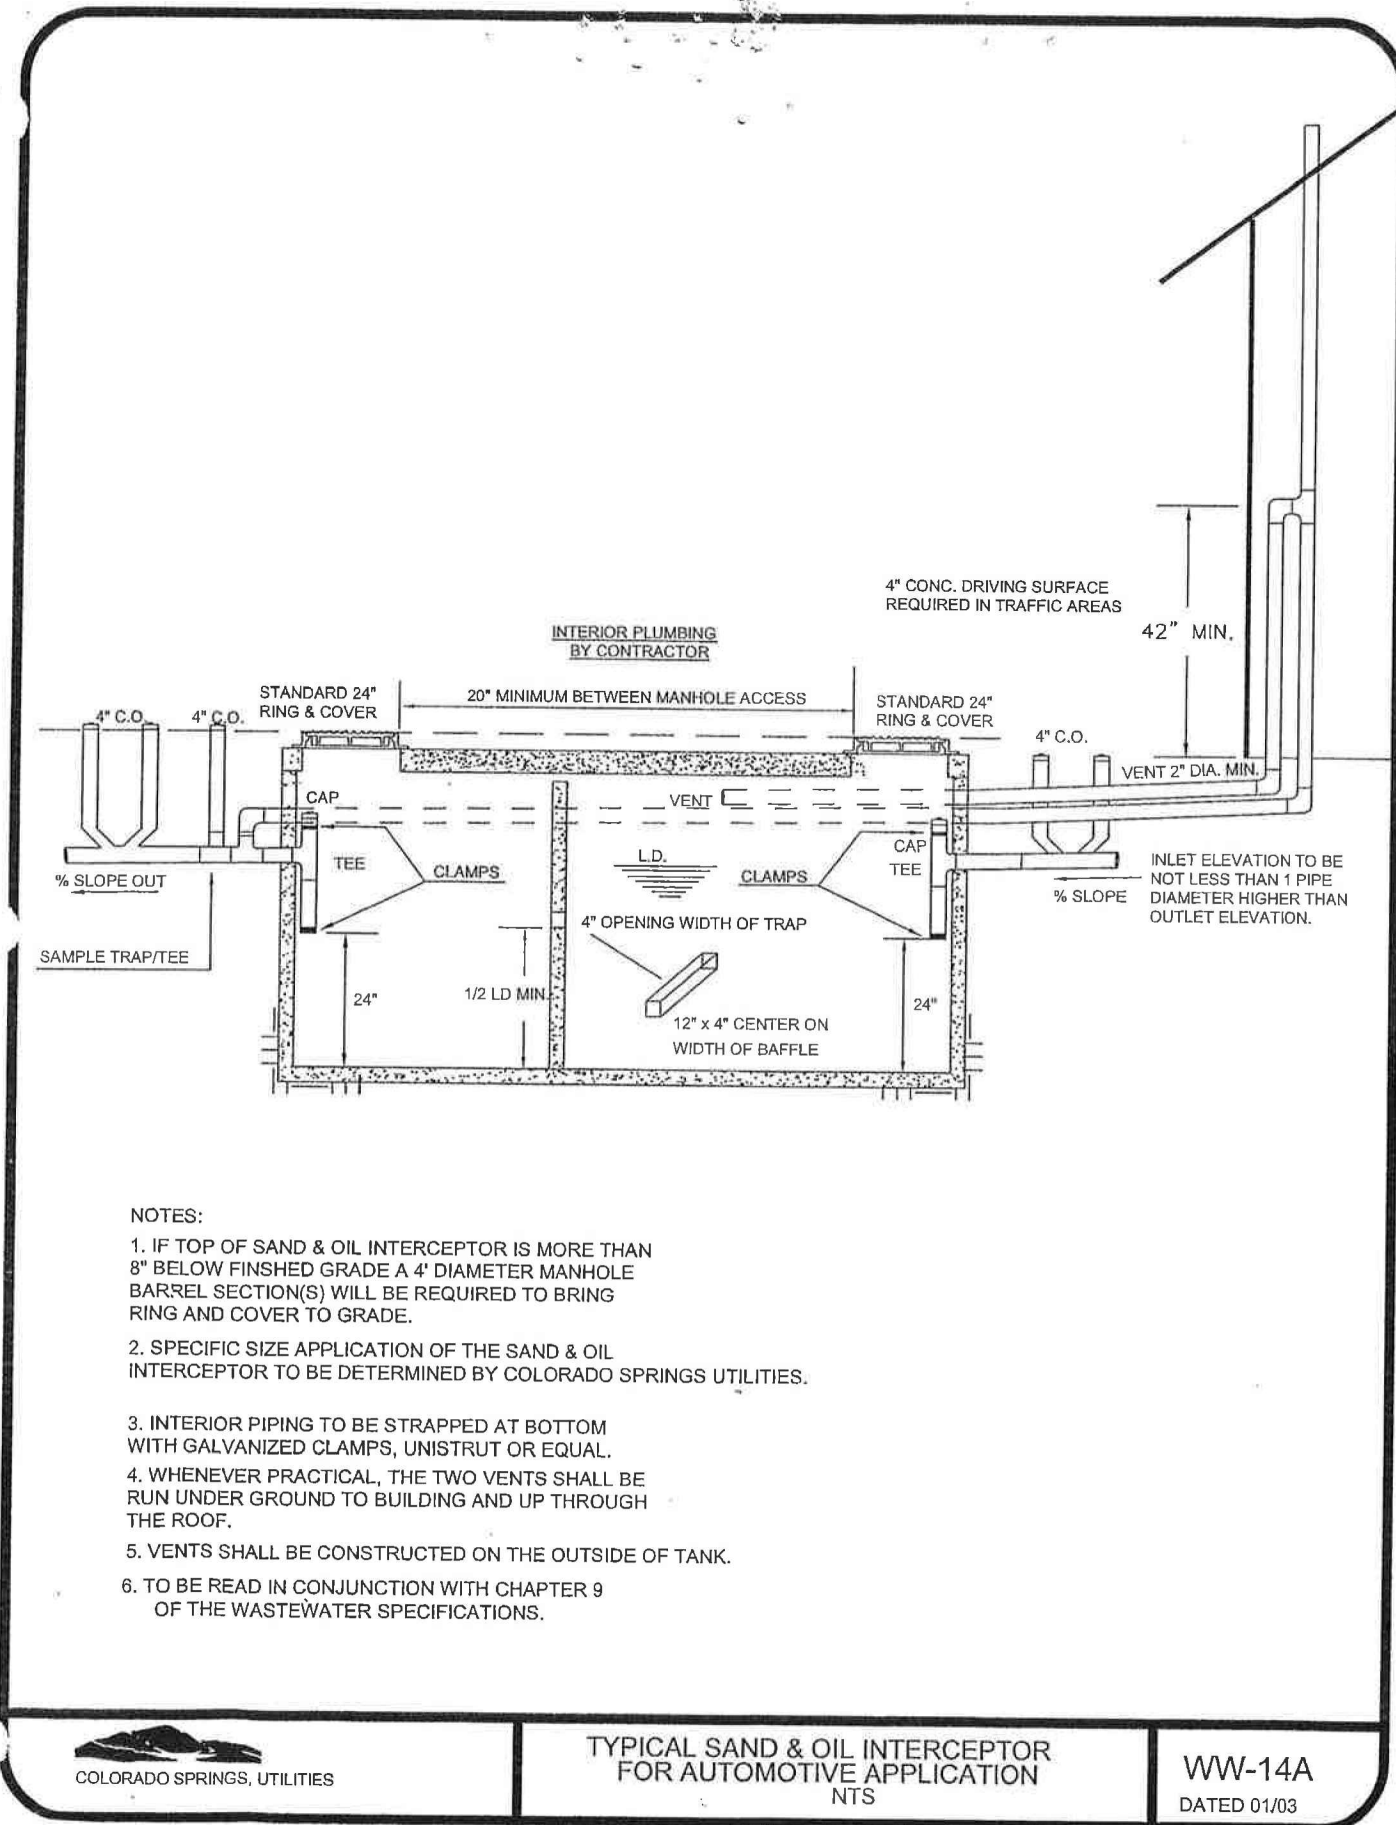 4" CONC. DRIVING SURFACE
REQUIRED IN TRAFFIC AREAS
42" MIN.
INTERIOR PLUMBING
BY CONTRACTOR
STANDARD 24"
RING & COVER
20" MINIMUM BETWEEN MANHOLE ACCESS
STANDARD 24"
RING & COVER
4" C.O.
4" C.O.
4" C.O.
VENT 2" DIA. MIN.
CAP
VENT
TEE
CLAMPS
L.D.
CLAMPS
CAP
TEE
% SLOPE OUT
% SLOPE
INLET ELEVATION TO BE
NOT LESS THAN 1 PIPE
DIAMETER HIGHER THAN
OUTLET ELEVATION.
4" OPENING WIDTH OF TRAP
SAMPLE TRAP/TEE
24"
1/2 LD MIN.
24"
12" x 4" CENTER ON
WIDTH OF BAFFLE
NOTES:
1. IF TOP OF SAND & OIL INTERCEPTOR IS MORE THAN
8" BELOW FINSHED GRADE A 4' DIAMETER MANHOLE
BARREL SECTION(S) WILL BE REQUIRED TO BRING
RING AND COVER TO GRADE.
2. SPECIFIC SIZE APPLICATION OF THE SAND & OIL
INTERCEPTOR TO BE DETERMINED BY COLORADO SPRINGS UTILITIES.
3. INTERIOR PIPING TO BE STRAPPED AT BOTTOM
WITH GALVANIZED CLAMPS, UNISTRUT OR EQUAL.
4. WHENEVER PRACTICAL, THE TWO VENTS SHALL BE
RUN UNDER GROUND TO BUILDING AND UP THROUGH
THE ROOF.
5. VENTS SHALL BE CONSTRUCTED ON THE OUTSIDE OF TANK.
6. TO BE READ IN CONJUNCTION WITH CHAPTER 9
OF THE WASTEWATER SPECIFICATIONS.
COLORADO SPRINGS, UTILITIES
TYPICAL SAND & OIL INTERCEPTOR
FOR AUTOMOTIVE APPLICATION
NTS
WW-14A
DATED 01/03